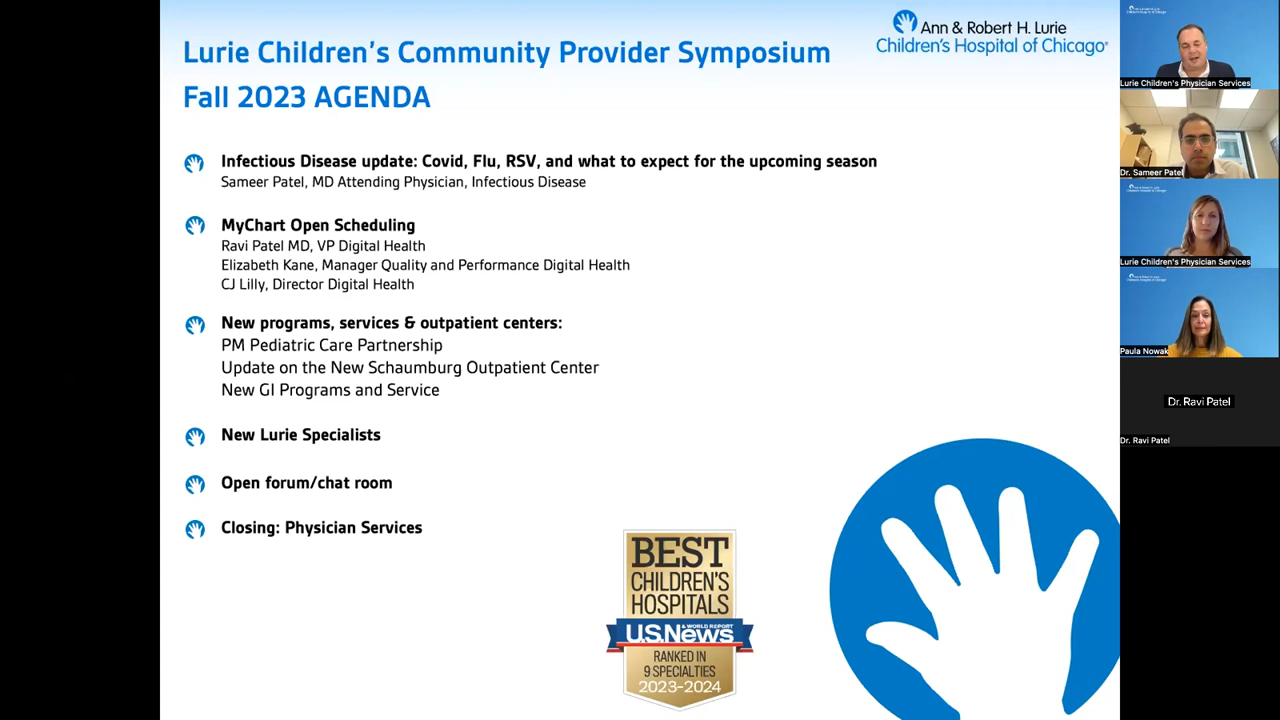 Lurie Children's Community Provider Symposium
Fall 2023 AGENDA
Ann & Robert H. Lurie
Children's Hospital of Chicago®
Infectious Disease update: Covid, Flu, RSV, and what to expect for the upcoming season
Sameer Patel, MD Attending Physician, Infectious Disease
MyChart Open Scheduling
Ravi Patel MD, VP Digital Health
Elizabeth Kane, Manager Quality and Performance Digital Health
CJ Lilly, Director Digital Health
New programs, services & outpatient centers:
PM Pediatric Care Partnership
Update on the New Schaumburg Outpatient Center
New GI Programs and Service
New Lurie Specialists
Open forum/chat room
Closing: Physician Services
BEST
CHILDREN'S
HOSPITALS
U.S.News
& WORLD REPORT
RANKED IN
9 SPECIALTIES
2023-2024
Lurie Children's Physician Services
Dr. Sameer Patel
Lurie Children's Physician Services
Paula Nowak
Dr. Ravi Patel
Dr. Ravi Patel